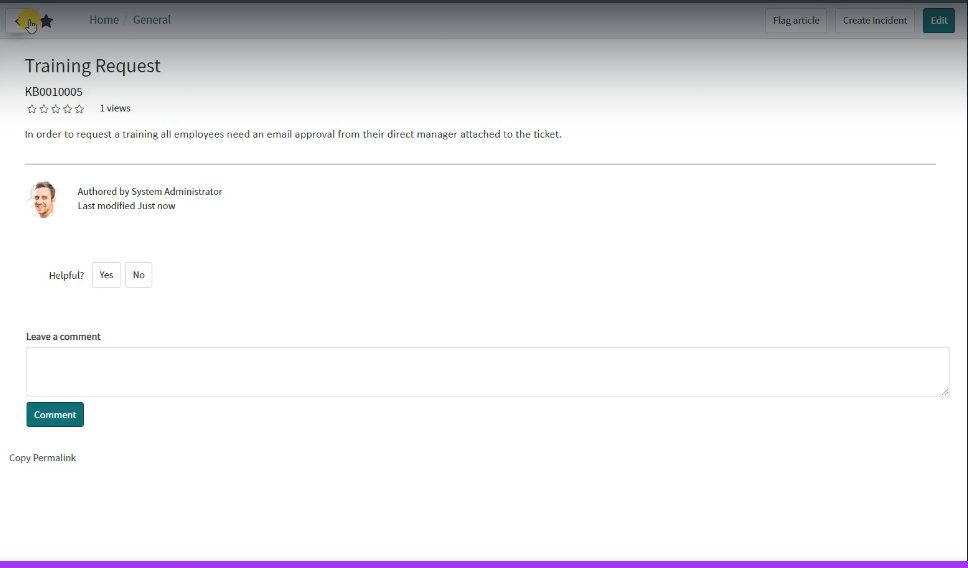 Home / General
Flag article
Create Incident
Edit
Training Request
KB0010005
1 views
In order to request a training all employees need an email approval from their direct manager attached to the ticket.
Authored by System Administrator
Last modified Just now
Helpful?
Yes
No
Leave a comment
Comment
Copy Permalink